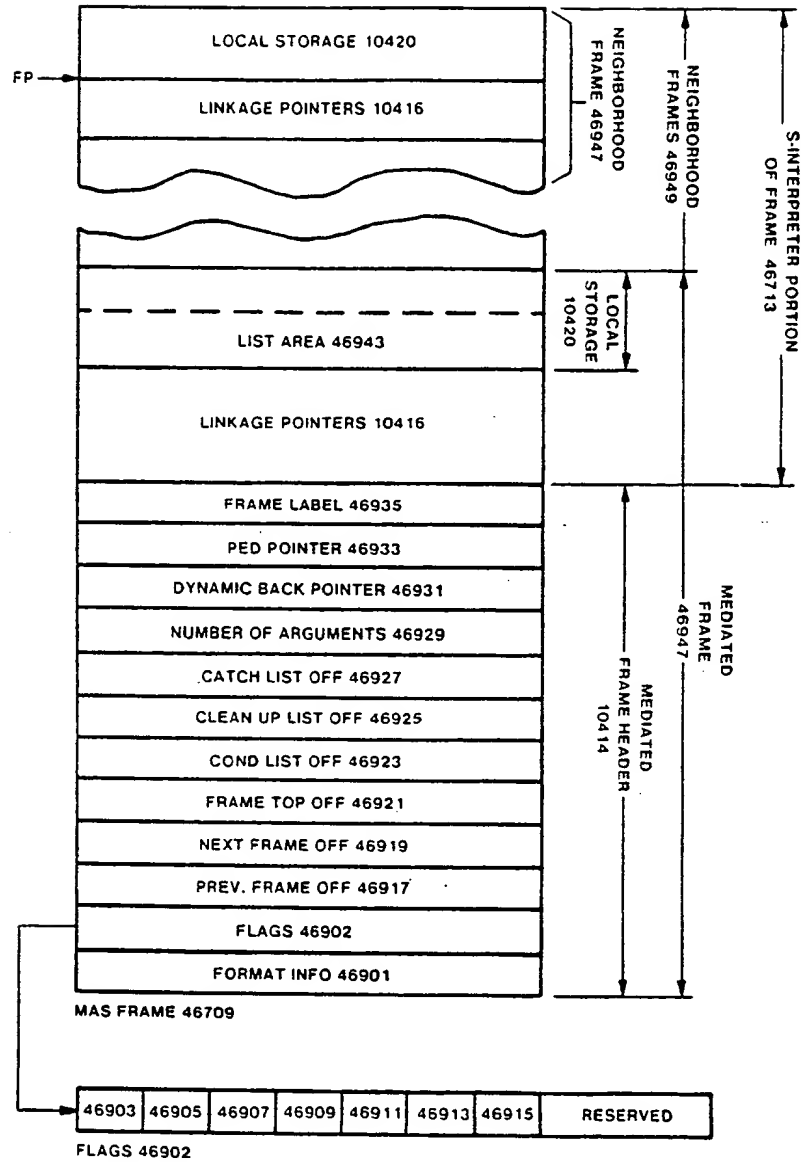 LOCAL STORAGE 10420
FP
LINKAGE POINTERS 10416
NEIGHBORHOOD
FRAME 46947
NEIGHBORHOOD
FRAMES 46949
S-INTERPRETER PORTION
OF FRAME 46713
LIST AREA 46943
LOCAL
STORAGE
10420
LINKAGE POINTERS 10416
FRAME LABEL 46935
PED POINTER 46933
DYNAMIC BACK POINTER 46931
NUMBER OF ARGUMENTS 46929
CATCH LIST OFF 46927
CLEAN UP LIST OFF 46925
COND LIST OFF 46923
FRAME TOP OFF 46921
NEXT FRAME OFF 46919
PREV. FRAME OFF 46917
FLAGS 46902
FORMAT INFO 46901
MEDIATED
FRAME HEADER
10414
MEDIATED
FRAME
46947
MAS FRAME 46709
46903 46905 46907 46909 46911 46913 46915 RESERVED
FLAGS 46902